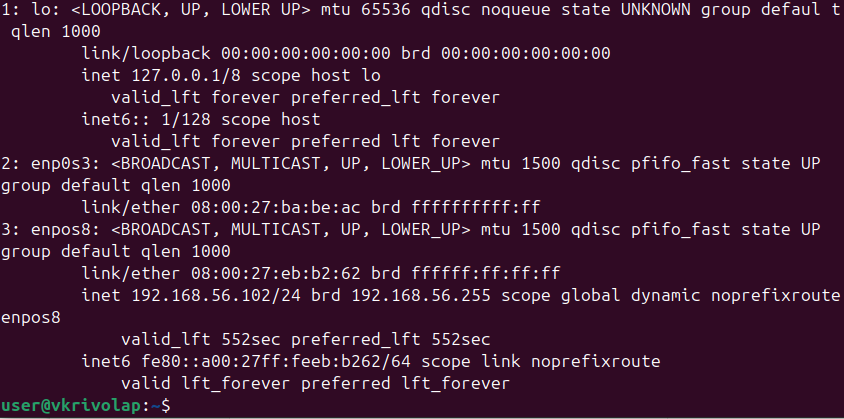 1: lo: <LOOPBACK, UP, LOWER UP> mtu 65536 qdisc noqueue state UNKNOWN group defaul t
qlen 1000
link/loopback 00:00:00:00:00:00 brd 00:00:00:00:00:00
inet 127.0.0.1/8 scope host lo
valid_lft forever preferred_lft forever
inet6:: 1/128 scope host
valid_lft forever preferred lft forever
2: enp0s3: <BROADCAST, MULTICAST, UP, LOWER_UP> mtu 1500 qdisc pfifo_fast state UP
group default qlen 1000
link/ether 08:00:27:ba:be:ac brd ffffffffff:ff
3: enpos8: <BROADCAST, MULTICAST, UP, LOWER_UP> mtu 1500 qdisc pfifo_fast state UP
group default qlen 1000
link/ether 08:00:27:eb:b2:62 brd ffffff:ff:ff:ff
inet 192.168.56.102/24 brd 192.168.56.255 scope global dynamic noprefixroute
enpos8
valid_lft 552sec preferred_lft 552sec
inet6 fe80::a00:27ff:feeb:b262/64 scope link noprefixroute
valid lft_forever preferred lft_forever
user@vkrivolap:~$